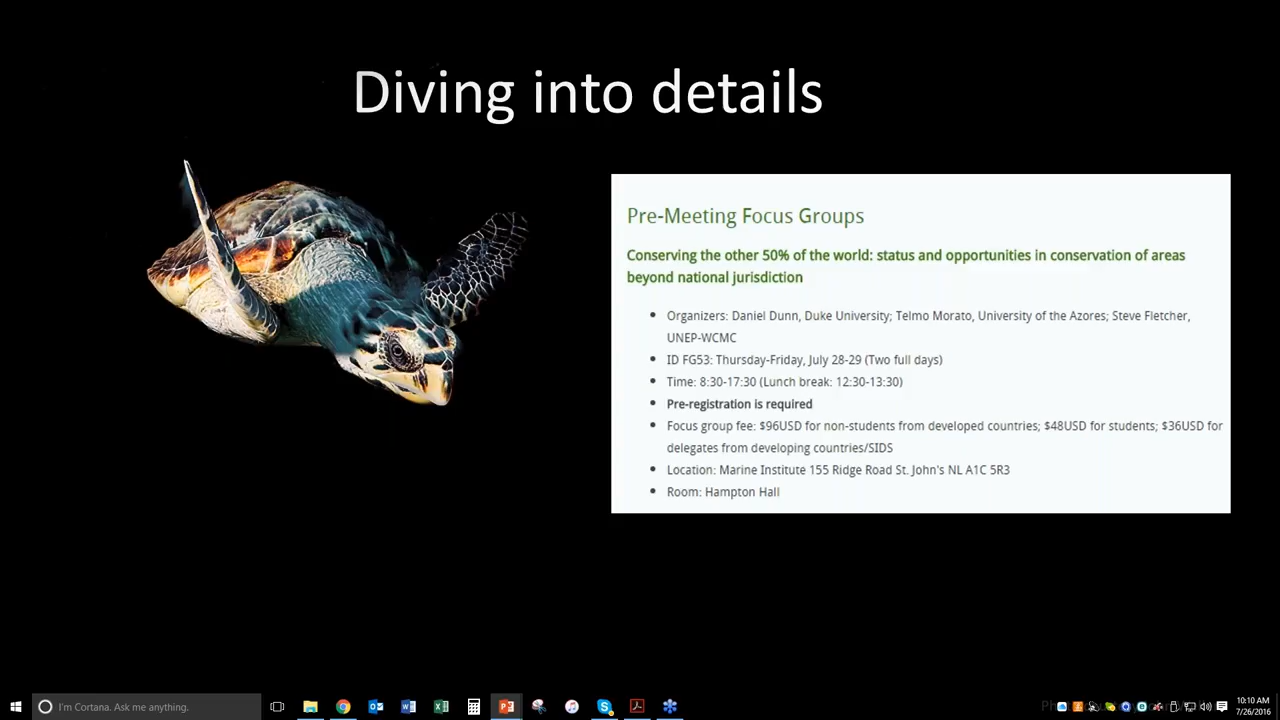 Diving into details
Pre-Meeting Focus Groups
Conserving the other 50% of the world: status and opportunities in conservation of areas
beyond national jurisdiction
• Organizers: Daniel Dunn, Duke University; Telmo Morato, University of the Azores; Steve Fletcher,
UNEP-WCMC
• ID FG53: Thursday-Friday, July 28-29 (Two full days)
• Time: 8:30-17:30 (Lunch break: 12:30-13:30)
• Pre-registration is required
• Focus group fee: $96USD for non-students from developed countries; $48USD for students; $36USD for
delegates from developing countries/SIDS
• Location: Marine Institute 155 Ridge Road St. John's NL A1C 5R3
• Room: Hampton Hall
I'm Cortana. Ask me anything.
10:10 AM
7/26/2016